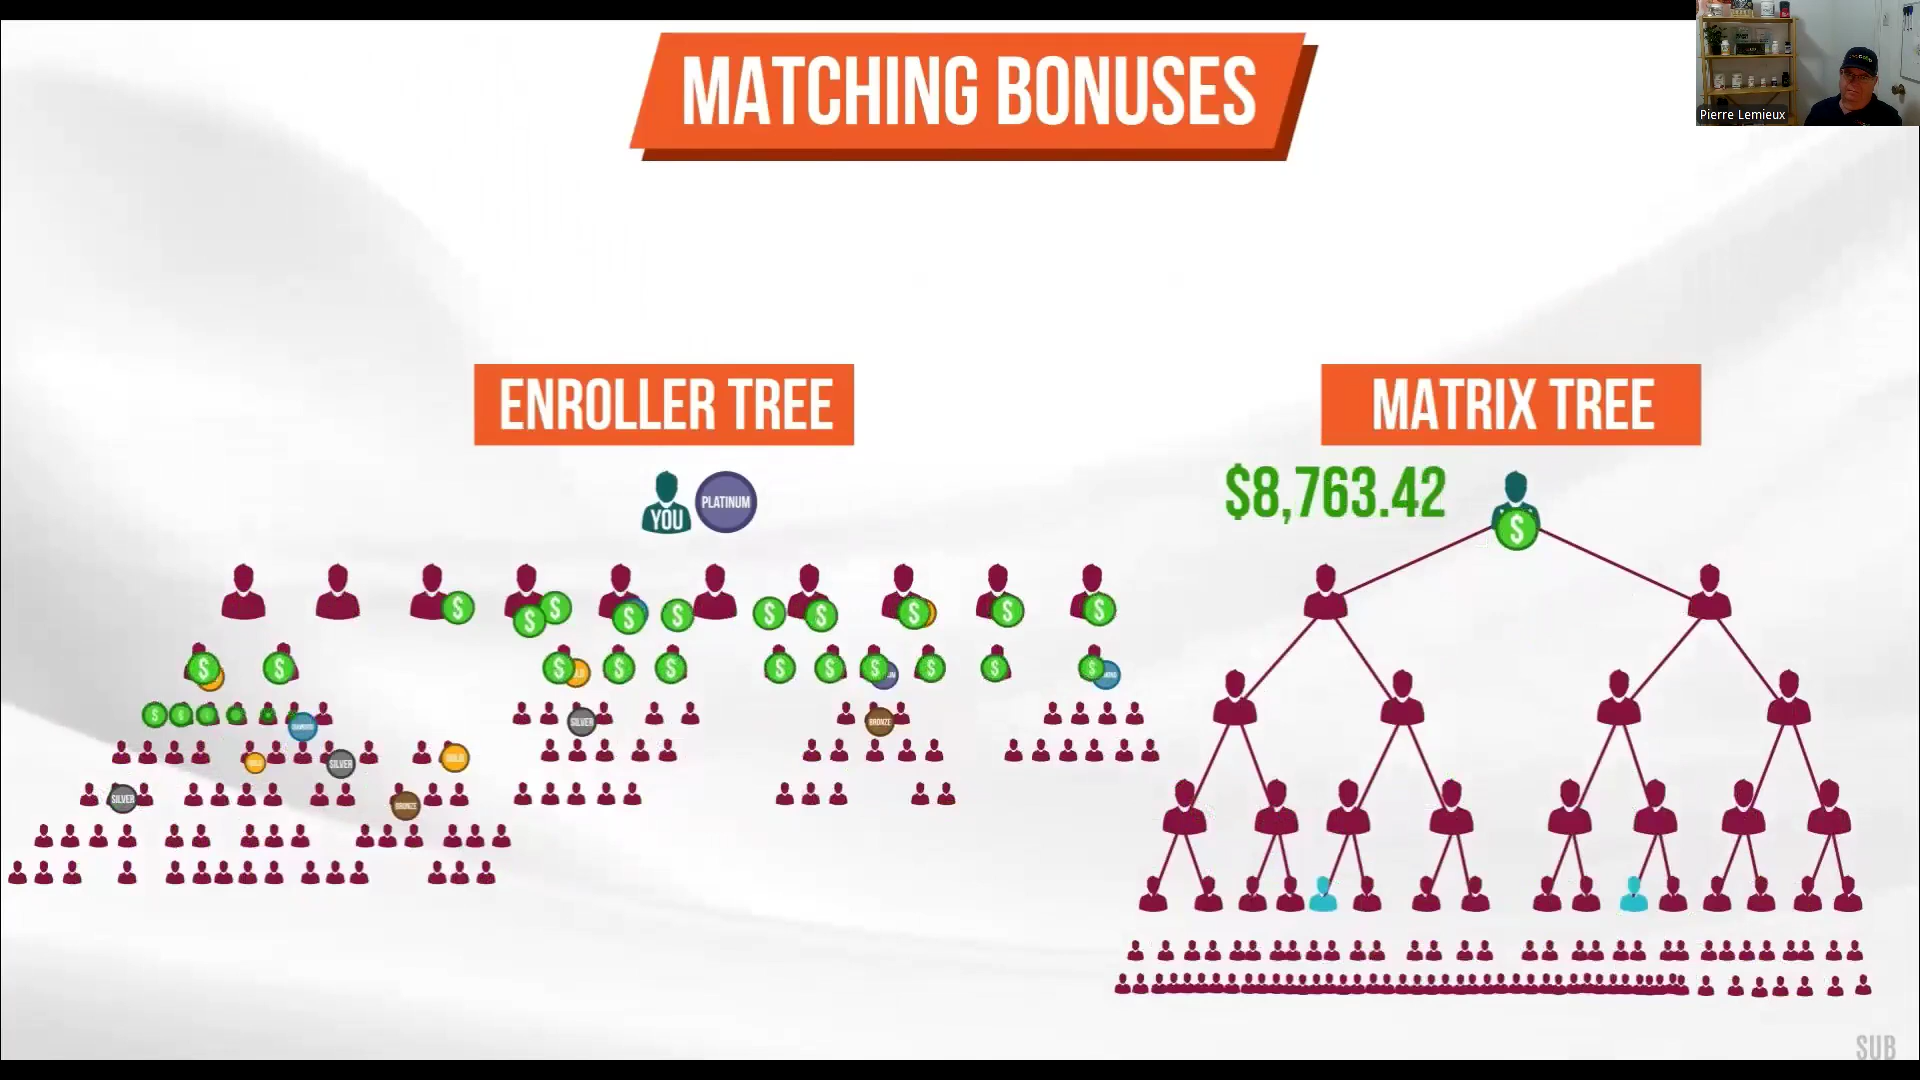 MATCHING BONUSES
Pierre Lemieux
ENROLLER TREE
MATRIX TREE
$8,763.42
YOU
PLATINUM
$
SILVER
BRONZE
GOLD
SILVER
GOLD
SILVER
BRONZE
SUB